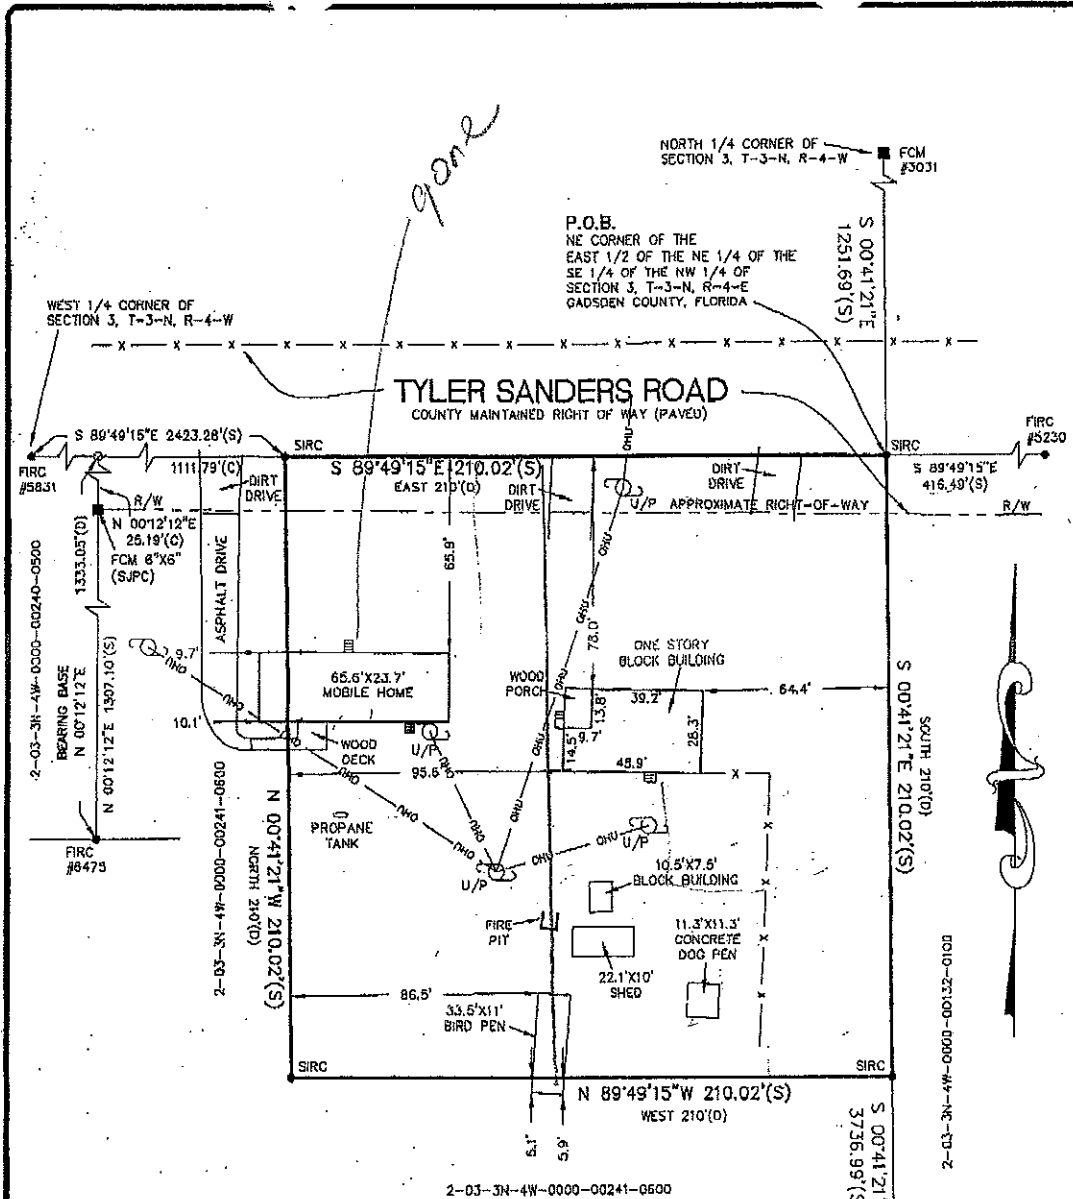 gone
NORTH 1/4 CORNER OF
SECTION 3, T-3-N, R-4-W
FCM
#3031
P.O.B.
NE CORNER OF THE
EAST 1/2 OF THE NE 1/4 OF THE
SE 1/4 OF THE NW 1/4 OF
SECTION 3, T-3-N, R-4-E
GADSDEN COUNTY, FLORIDA
S 00°41'21"E
1251.69'(S)
WEST 1/4 CORNER OF
SECTION 3, T-3-N, R-4-W
TYLER SANDERS ROAD
COUNTY MAINTAINED RIGHT OF WAY (PAVED)
S 89°49'15"E 2423.28'(S)
SIRC
SIRC
FIRC
#5230
FIRC
#5831
1111.79'(C)
S 89°49'15"E 210.02'(S)
EAST 210'(D)
S 89°49'15"E
416.49'(S)
DIRT
DRIVE
DIRT
DRIVE
DIRT
DRIVE
U/P
APPROXIMATE RIGHT-OF-WAY
R/W
R/W
N 00°12'12"E
25.19'(C)
FCM 6"X6"
(SJPC)
1333.05'(D)
2-03-3N-4W-0000-00240-0500
BEARING BASE
N 00°12'12"E
N 00°12'12"E 1307.10'(S)
ASPHALT DRIVE
65.9'
78.0'
OHU
OHU
OHU
OHU
OHU
OHU
9.7'
65.6'X23.7'
MOBILE HOME
10.1'
WOOD
DECK
U/P
95.6'
WOOD
PORCH
ONE STORY
BLOCK BUILDING
39.2'
13.8'
9.7'
14.5'
28.3'
48.9'
64.4'
S 00°41'21"E 210.02'(S)
SOUTH 210'(D)
OHU
OHU
OHU
OHU
OHU
OHU
OHU
PROPANE
TANK
U/P
U/P
FIRC
#6475
2-03-3N-4W-0000-00241-0600
N 00°41'21"W 210.02'(S)
NORTH 210'(D)
10.5'X7.5'
BLOCK BUILDING
FIRE
PIT
22.1'X10'
SHED
11.3'X11.3'
CONCRETE
DOG PEN
86.5'
33.5'X11'
BIRD PEN
SIRC
SIRC
N 89°49'15"W 210.02'(S)
WEST 210'(D)
5.1'
5.9'
2-03-3N-4W-0000-00132-0100
S 00°41'21"
3736.99'(S
2-03-3N-4W-0000-00241-0600